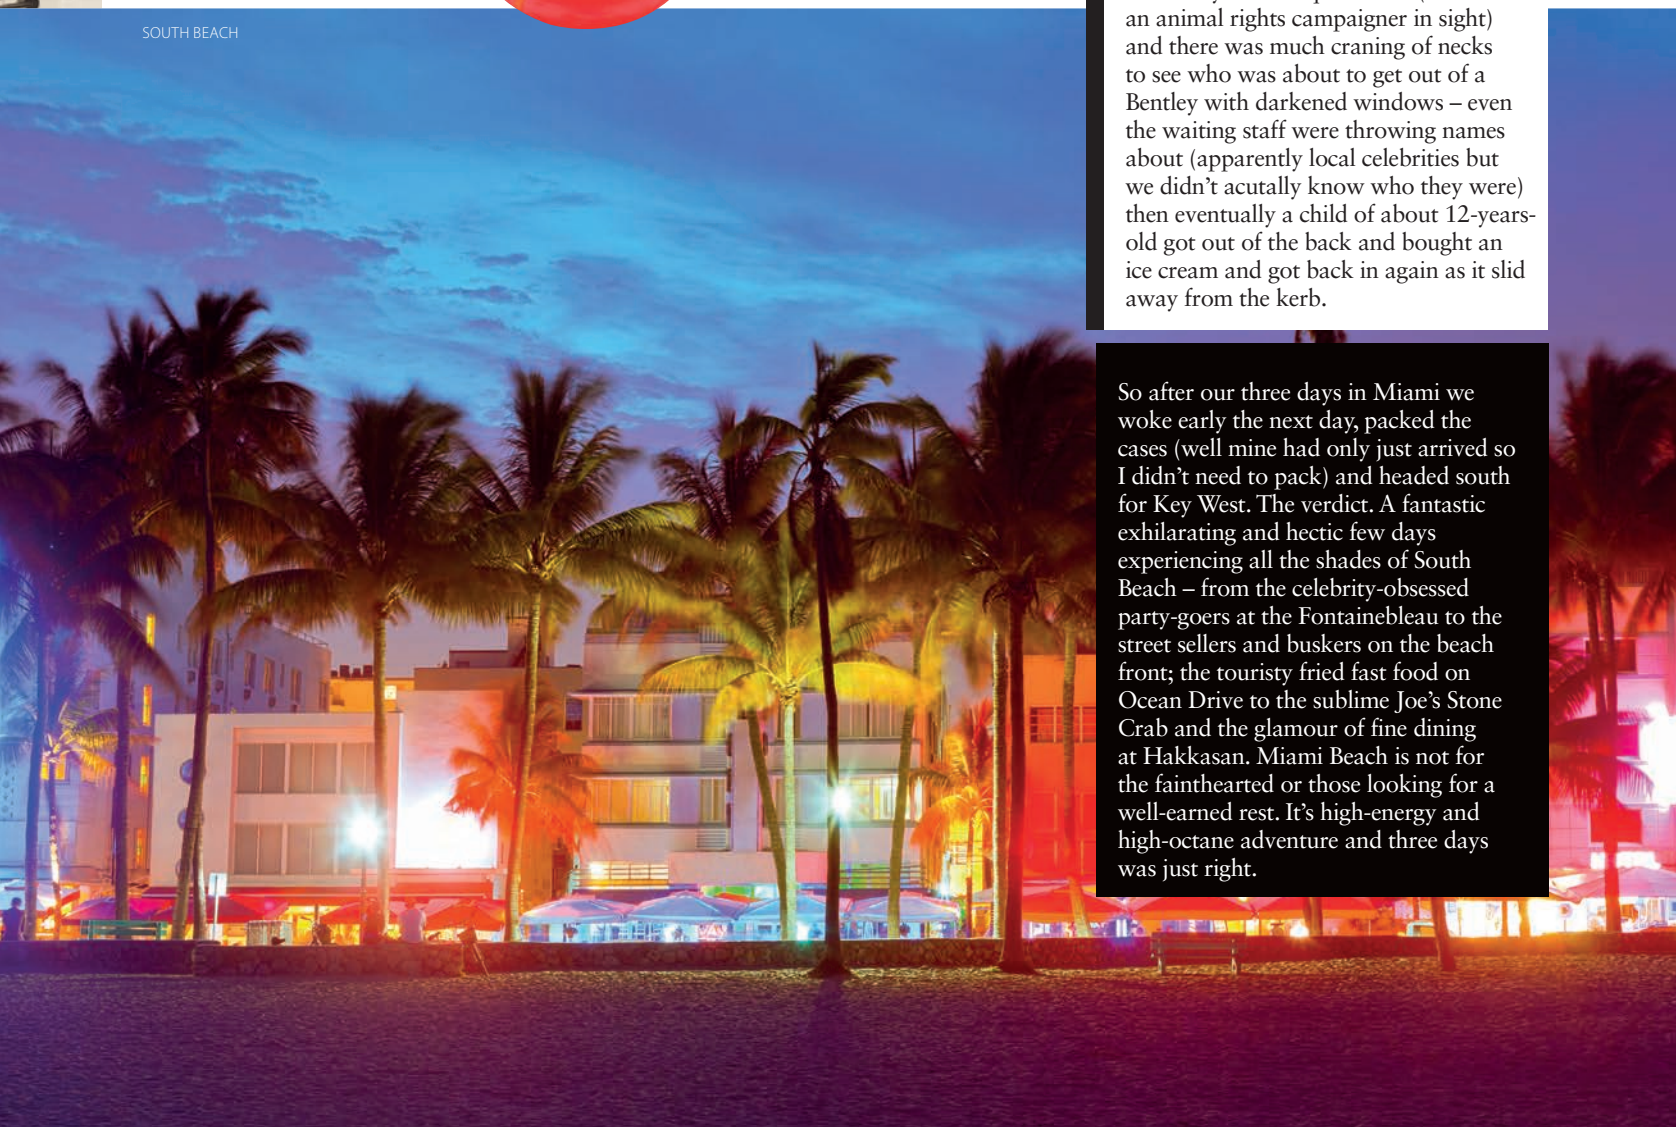 SOUTH BEACH
an animal rights campaigner in sight)
and there was much craning of necks
to see who was about to get out of a
Bentley with darkened windows – even
the waiting staff were throwing names
about (apparently local celebrities but
we didn’t acutally know who they were)
then eventually a child of about 12-years-
old got out of the back and bought an
ice cream and got back in again as it slid
away from the kerb.
So after our three days in Miami we
woke early the next day, packed the
cases (well mine had only just arrived so
I didn’t need to pack) and headed south
for Key West. The verdict. A fantastic
exhilarating and hectic few days
experiencing all the shades of South
Beach – from the celebrity-obsessed
party-goers at the Fontainebleau to the
street sellers and buskers on the beach
front; the touristy fried fast food on
Ocean Drive to the sublime Joe’s Stone
Crab and the glamour of fine dining
at Hakkasan. Miami Beach is not for
the fainthearted or those looking for a
well-earned rest. It’s high-energy and
high-octane adventure and three days
was just right.